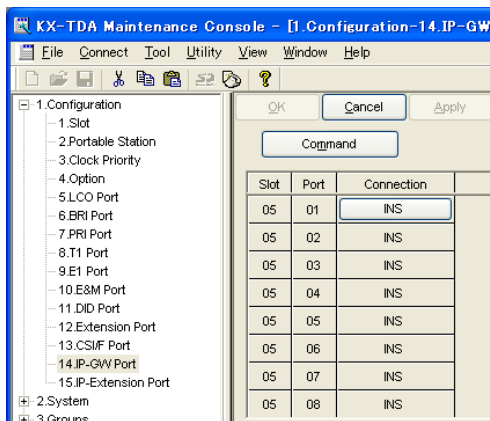 KX-TDA Maintenance Console - [1.Configuration-14.IP-GW
File Connect Tool Utility View Window Help
OK Cancel Apply
Command
1.Configuration
1.Slot
2.Portable Station
3.Clock Priority
4.Option
5.LCO Port
6.BRI Port
7.PRI Port
8.T1 Port
9.E1 Port
10.E&M Port
11.DID Port
12.Extension Port
13.CSI/F Port
14.IP-GW Port
15.IP-Extension Port
2.System
3.Groups
Slot Port Connection
05 01 INS
05 02 INS
05 03 INS
05 04 INS
05 05 INS
05 06 INS
05 07 INS
05 08 INS